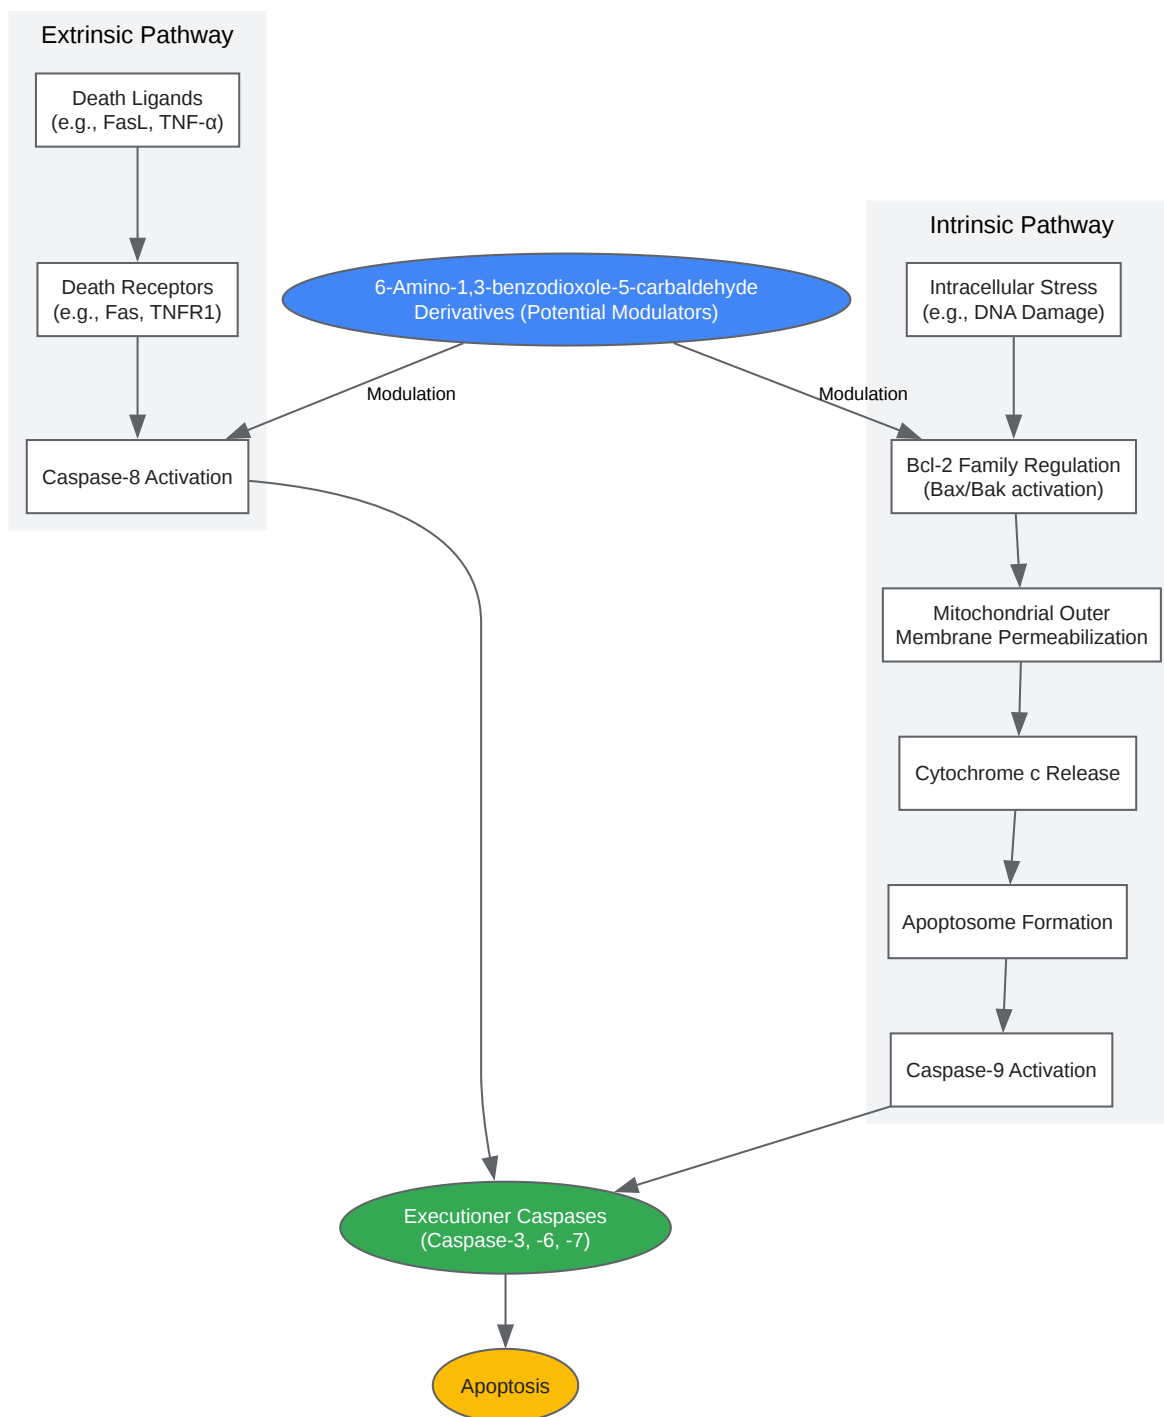 Extrinsic Pathway
Death Ligands
(e.g., FasL, TNF-α)
Death Receptors
(e.g., Fas, TNFR1)
Caspase-8 Activation
6-Amino-1,3-benzodioxole-5-carbaldehyde
Derivatives (Potential Modulators)
Modulation
Modulation
Intrinsic Pathway
Intracellular Stress
(e.g., DNA Damage)
Bcl-2 Family Regulation
(Bax/Bak activation)
Mitochondrial Outer
Membrane Permeabilization
Cytochrome c Release
Apoptosome Formation
Caspase-9 Activation
Executioner Caspases
(Caspase-3, -6, -7)
Apoptosis